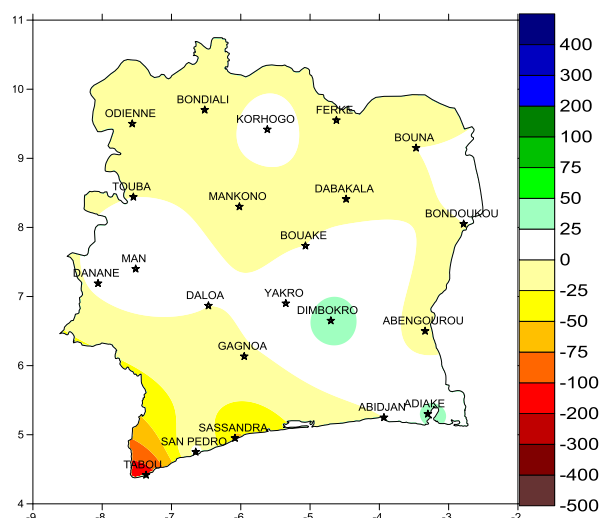 11
10
9
8
7
6
5
4
BONDIALI
ODIENNE
KORHOGO
FERKE
BOUNA
TOUBA
MANKONO
DABAKALA
BONDOUKOU
BOUAKE
MAN
DANANE
DALOA
YAKRO
DIMBOKRO
ABENGOUROU
GAGNOA
ABIDJAN
ADIAKE
SASSANDRA
SAN PEDRO
TABOU
-9 -8 -7 -6 -5 -4 -3 -2
400
300
200
100
75
50
25
0
-25
-50
-75
-100
-200
-300
-400
-500